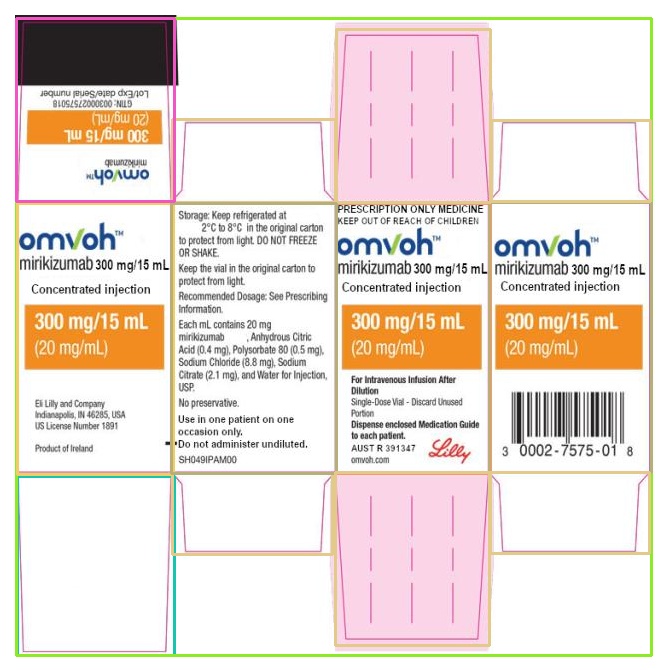 Lot/Exp date/Serial number
GTIN: 00300027575018
300 mg/15 mL
(20 mg/mL)
omvoh™
mirikizumab
omvoh™
mirikizumab 300 mg/15 mL
Concentrated injection
300 mg/15 mL
(20 mg/mL)
Eli Lilly and Company
Indianapolis, IN 46285, USA
US License Number 1891
Product of Ireland
Storage: Keep refrigerated at
2°C to 8°C in the original carton
to protect from light. DO NOT FREEZE
OR SHAKE.
Keep the vial in the original carton to
protect from light.
Recommended Dosage: See Prescribing
Information.
Each mL contains 20 mg
mirikizumab , Anhydrous Citric
Acid (0.4 mg), Polysorbate 80 (0.5 mg),
Sodium Chloride (8.8 mg), Sodium
Citrate (2.1 mg), and Water for Injection,
USP.
No preservative.
Use in one patient on one
occasion only.
Do not administer undiluted.
SH049IPAM00
PRESCRIPTION ONLY MEDICINE
KEEP OUT OF REACH OF CHILDREN
omvoh™
mirikizumab 300 mg/15 mL
Concentrated injection
300 mg/15 mL
(20 mg/mL)
For Intravenous Infusion After
Dilution
Single-Dose Vial - Discard Unused
Portion
Dispense enclosed Medication Guide
to each patient.
AUST R 391347
omvoh.com
Lilly
omvoh™
mirikizumab 300 mg/15 mL
Concentrated injection
300 mg/15 mL
(20 mg/mL)
3 0002-7575-01 8